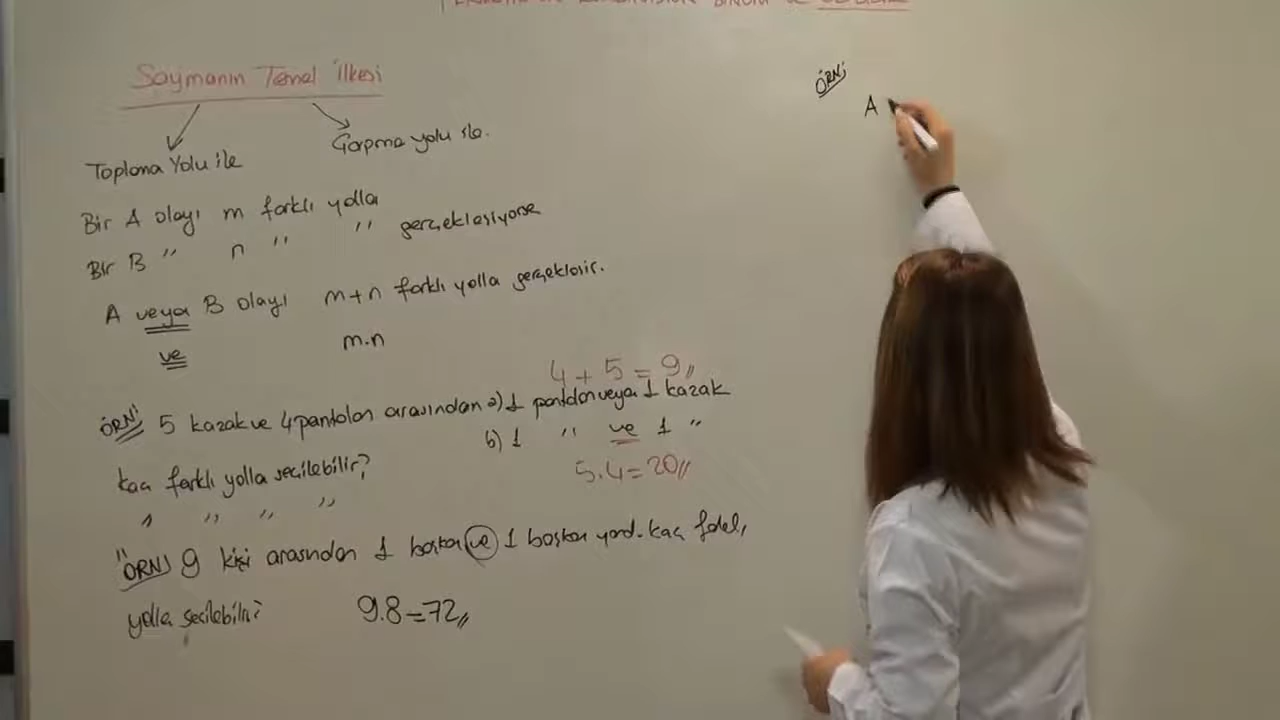 Saymanın Temel İlkesi
Toplama Yolu ile
Çarpma yolu ile.
Bir A olayı m farklı yolla
Bir B " n " " gerçekleşiyorsa
A veya B olayı m+n farklı yolla gerçekleşir.
ve m.n
4 + 5 = 9//
ÖRN/ 5 kazak ve 4 pantolon arasından a) 1 pantolon veya 1 kazak
b) 1 " ve 1 "
kaç farklı yolla seçilebilir?
5.4=20//
" " " "
ÖRN/ 9 kişi arasından 1 başkan ve 1 başkan yard. kaç
yolla seçilebilir?
9.8=72//
ÖRN/
A